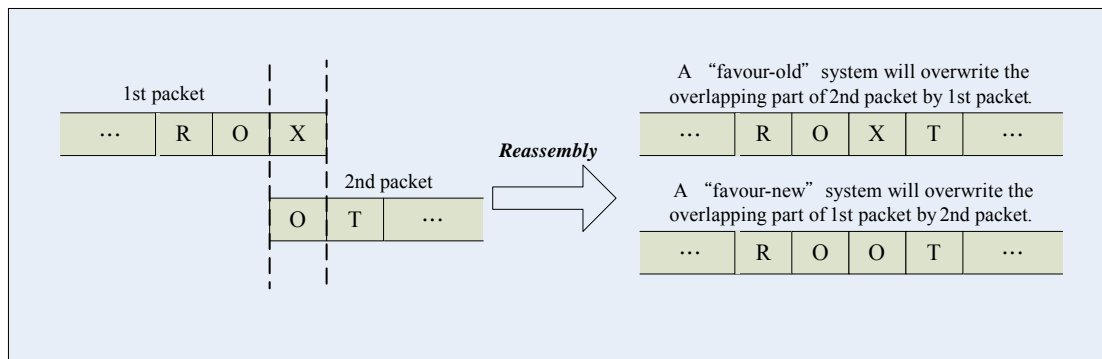 1st packet
… R O X
2nd packet
O T …
Reassembly
A “favour-old” system will overwrite the
overlapping part of 2nd packet by 1st packet.
… R O X T …
A “favour-new” system will overwrite the
overlapping part of 1st packet by 2nd packet.
… R O O T …